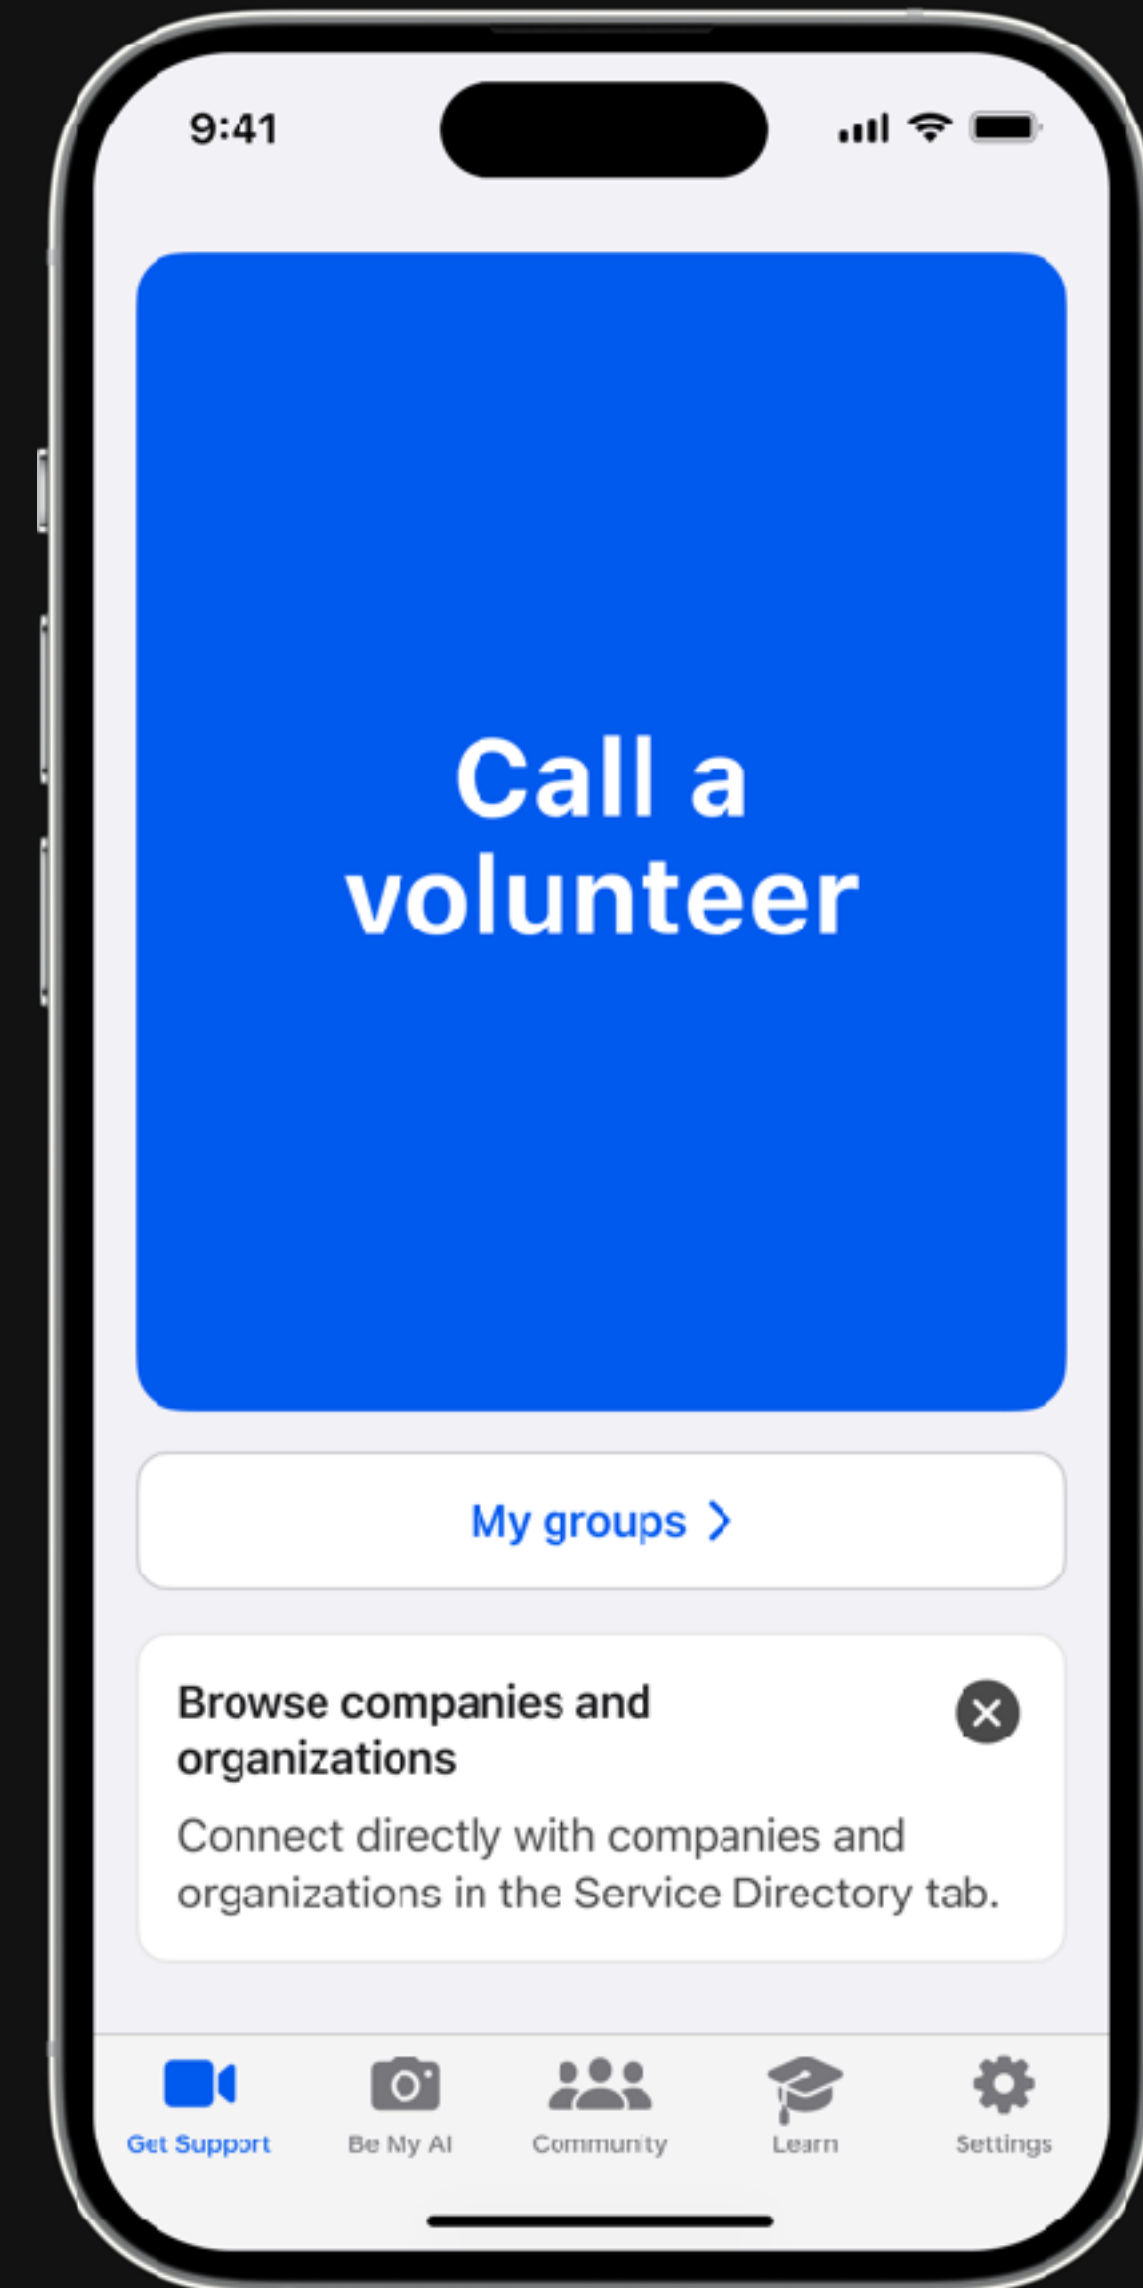 9:41
Call a
volunteer
My groups
Browse companies and
organizations
Connect directly with companies and
organizations in the Service Directory tab.
Get Support
Be My AI
Community
Learn
Settings